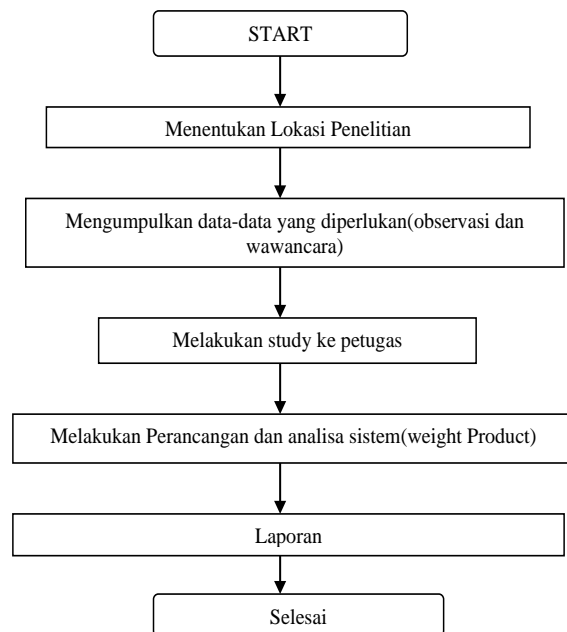 START
Menentukan Lokasi Penelitian
Mengumpulkan data-data yang diperlukan(observasi dan
wawancara)
Melakukan study ke petugas
Melakukan Perancangan dan analisa sistem(weight Product)
Laporan
Selesai